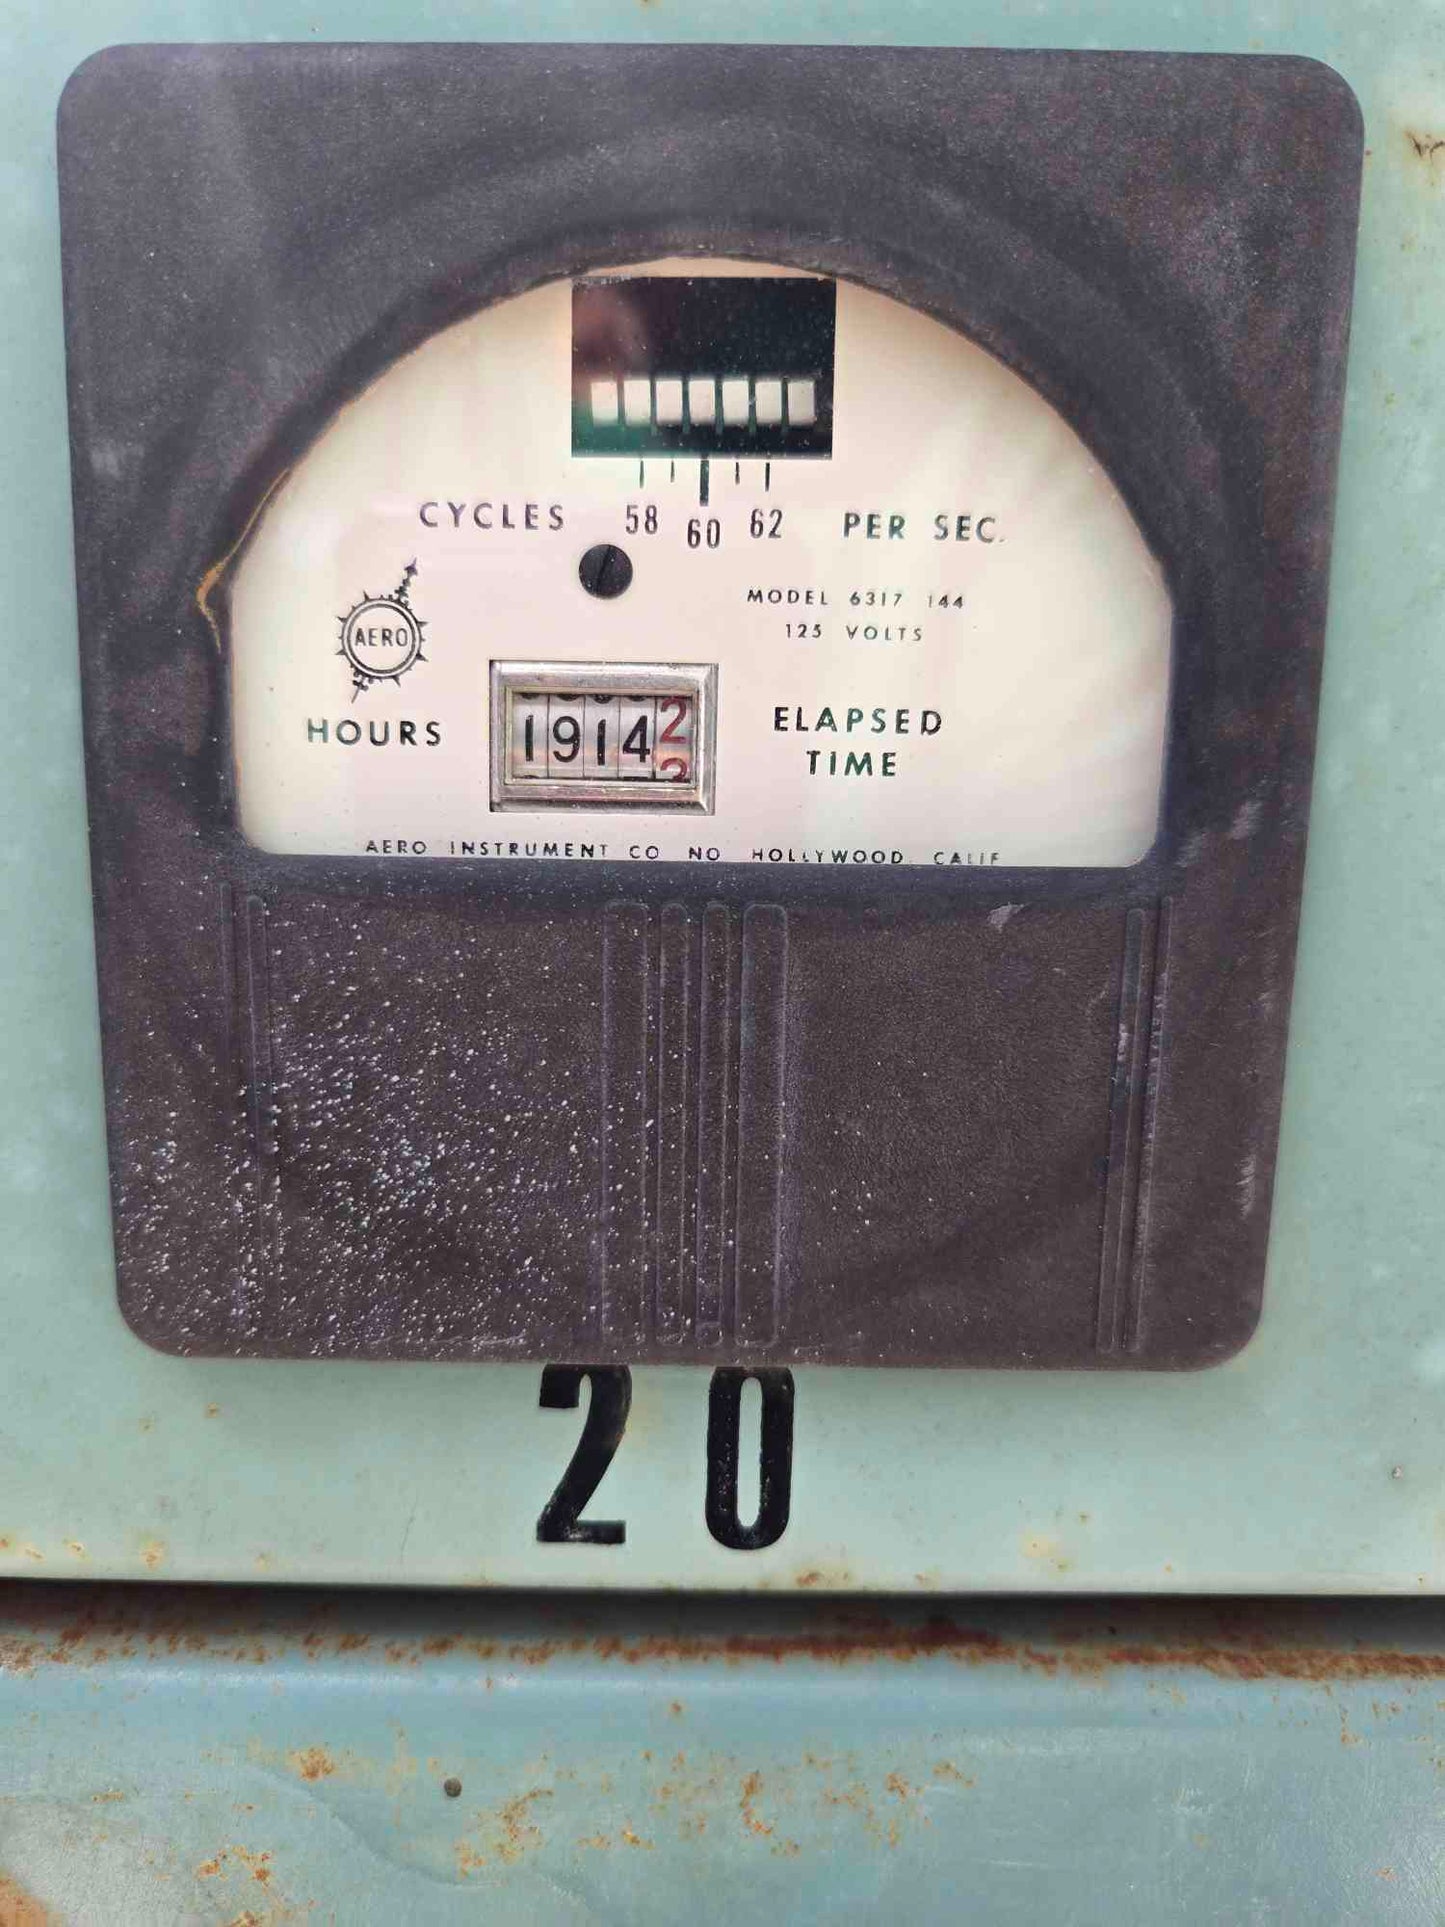 CYCLES 58 60 62 PER SEC.
MODEL 6317 144
125 VOLTS
AERO
HOURS 19142 ELAPSED
TIME
AERO INSTRUMENT CO NO HOLLYWOOD. CALIF
20